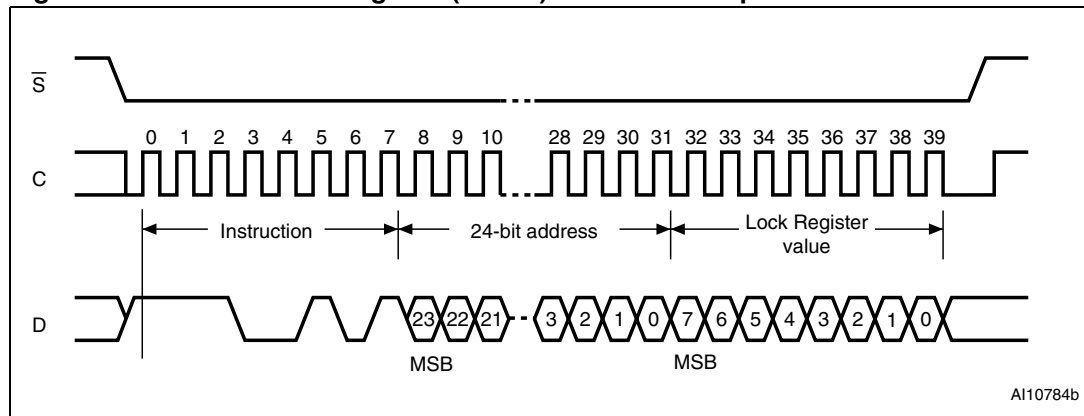 S
0 1 2 3 4 5 6 7 8 9 10 28 29 30 31 32 33 34 35 36 37 38 39
C
Instruction 24-bit address Lock Register
value
D 23 22 21 3 2 1 0 7 6 5 4 3 2 1 0
MSB MSB
AI10784b